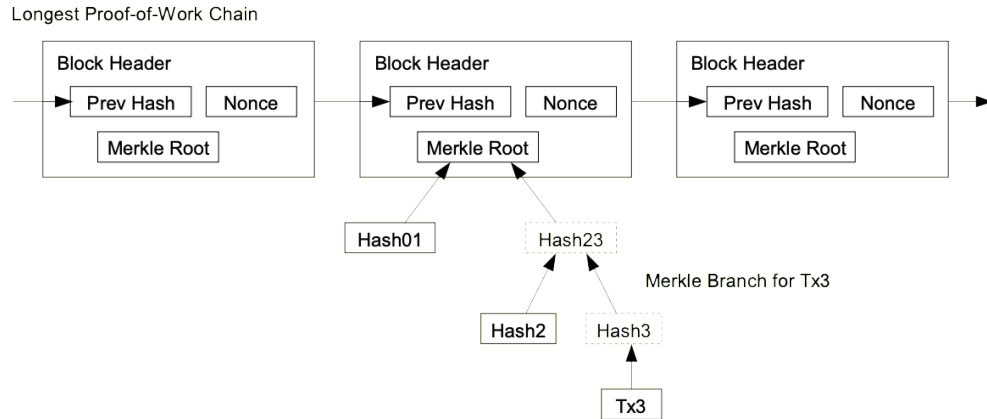 Longest Proof-of-Work Chain
Block Header
Prev Hash
Nonce
Merkle Root
Block Header
Prev Hash
Nonce
Merkle Root
Block Header
Prev Hash
Nonce
Merkle Root
Hash01
Hash23
Merkle Branch for Tx3
Hash2
Hash3
Tx3